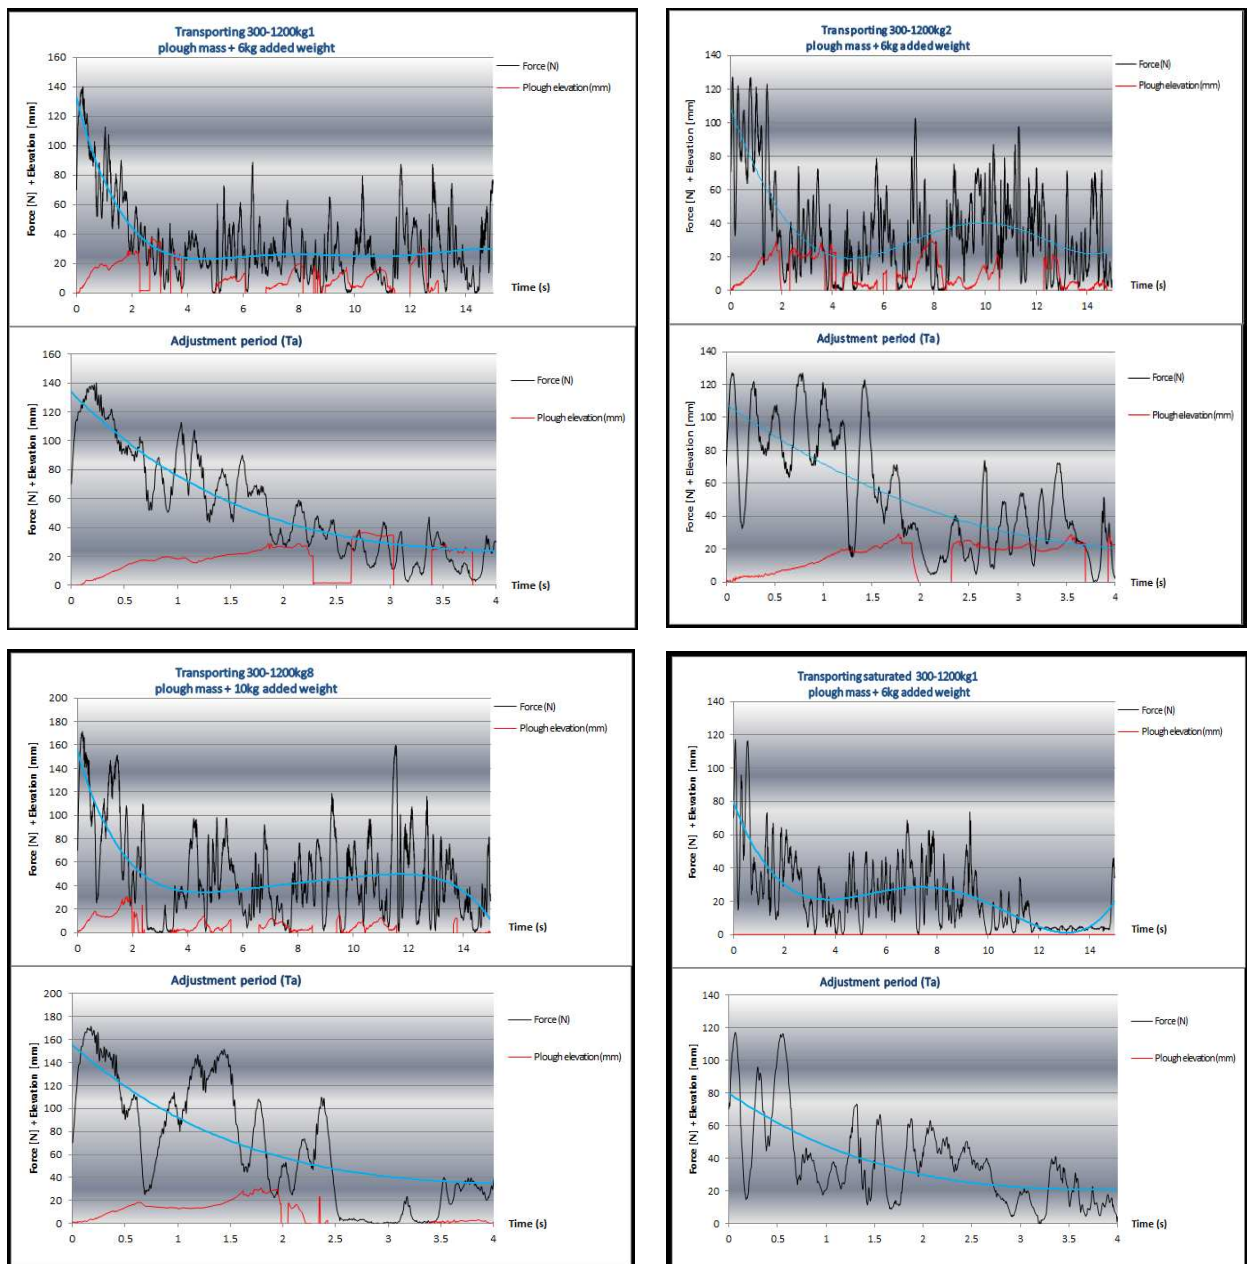 Transporting 300-1200kg1
plough mass + 6kg added weight
Force [N] + Elevation [mm]
160
140
120
100
80
60
40
20
0
0 2 4 6 8 10 12 14
Time (s)
Force (N)
Plough elevation (mm)
Adjustment period (Ta)
Force [N] + Elevation [mm]
160
140
120
100
80
60
40
20
0
0 0.5 1 1.5 2 2.5 3 3.5 4
Time (s)
Force (N)
Plough elevation (mm)
Transporting 300-1200kg2
plough mass + 6kg added weight
Force [N] + Elevation [mm]
140
120
100
80
60
40
20
0
0 2 4 6 8 10 12 14
Time (s)
Force (N)
Plough elevation (mm)
Adjustment period (Ta)
Force [N] + Elevation [mm]
140
120
100
80
60
40
20
0
0 0.5 1 1.5 2 2.5 3 3.5 4
Time (s)
Force (N)
Plough elevation (mm)
Transporting 300-1200kg8
plough mass + 10kg added weight
Force [N] + Elevation [mm]
200
180
160
140
120
100
80
60
40
20
0
0 2 4 6 8 10 12 14
Time (s)
Force (N)
Plough elevation (mm)
Adjustment period (Ta)
Force [N] + Elevation [mm]
200
180
160
140
120
100
80
60
40
20
0
0 0.5 1 1.5 2 2.5 3 3.5 4
Time (s)
Force (N)
Plough elevation (mm)
Transporting saturated 300-1200kg1
plough mass + 6kg added weight
Force [N] + Elevation [mm]
140
120
100
80
60
40
20
0
0 2 4 6 8 10 12 14
Time (s)
Force (N)
Plough elevation (mm)
Adjustment period (Ta)
Force [N] + Elevation [mm]
140
120
100
80
60
40
20
0
0 0.5 1 1.5 2 2.5 3 3.5 4
Time (s)
Force (N)
Plough elevation (mm)